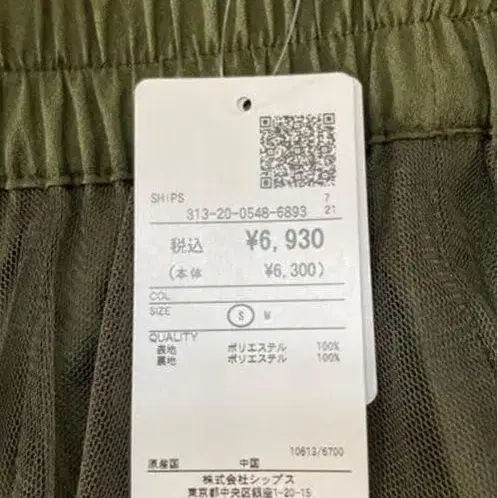 SHIPS 7
313-20-0548-6893 21
税込 ¥6,930
(本体 ¥6,300)
COL
SIZE S M
QUALITY
表地 ポリエステル 100%
裏地 ポリエステル 100%
10613/6700
原産国 中国
株式会社シップス
東京都中央区銀座1-20-15